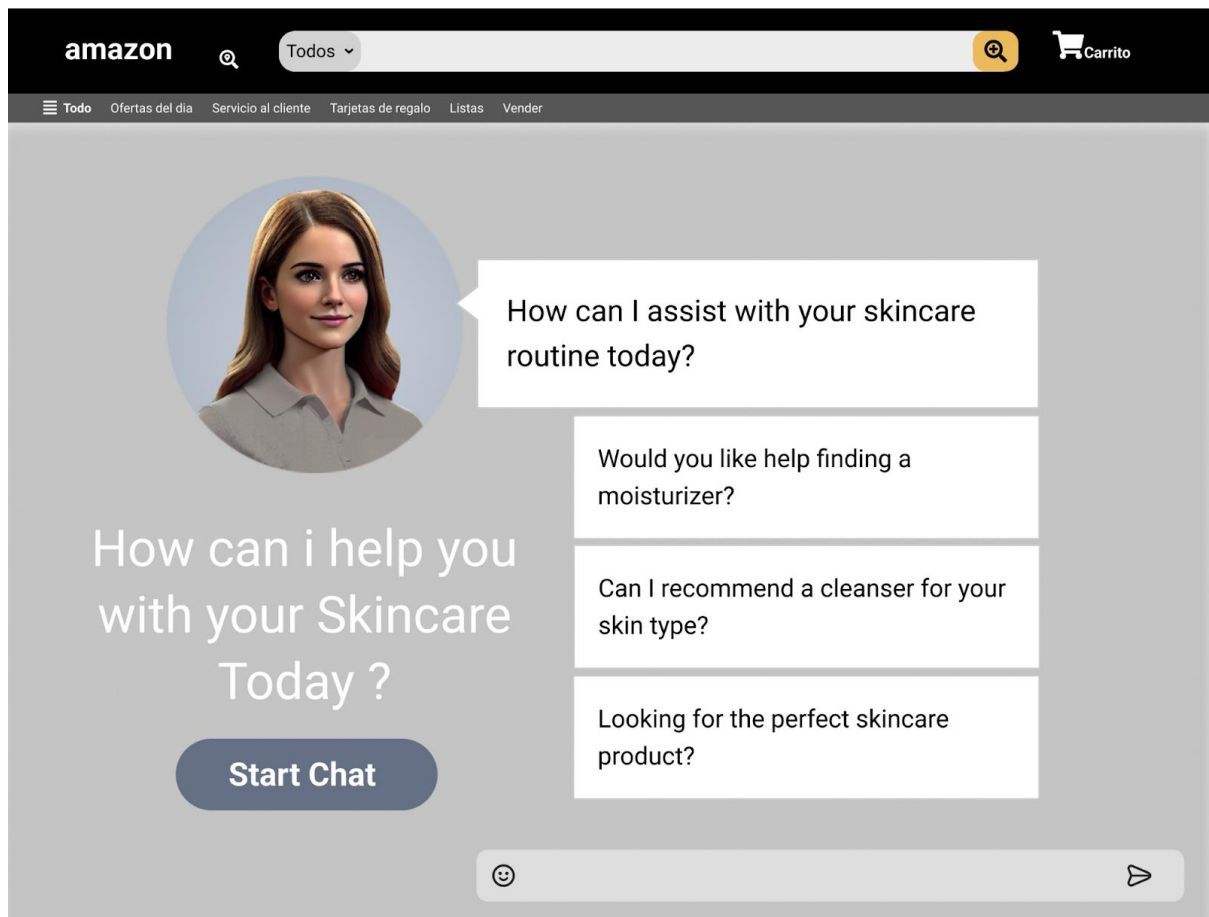 amazon
Todos
Carrito
Todo Ofertas del dia Servicio al cliente Tarjetas de regalo Listas Vender
How can I assist with your skincare
routine today?
Would you like help finding a
moisturizer?
Can I recommend a cleanser for your
skin type?
Looking for the perfect skincare
product?
How can i help you
with your Skincare
Today ?
Start Chat